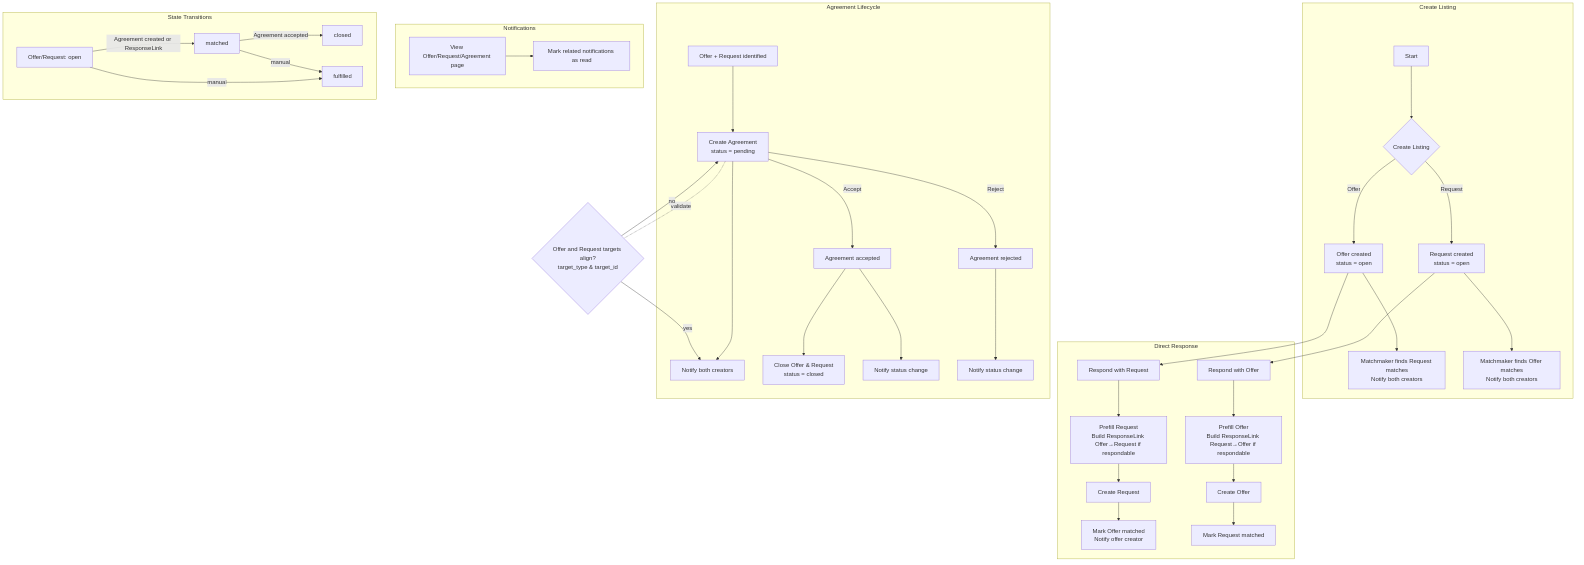 State Transitions
Offer/Request: open
Agreement created or
ResponseLink
matched
Agreement accepted
closed
manual
fulfilled
manual
Notifications
View
Offer/Request/Agreement
page
Mark related notifications
as read
Agreement Lifecycle
Offer + Request identified
Create Agreement
status = pending
no
validate
Accept
Reject
Offer and Request targets
align?
target_type & target_id
Agreement accepted
Agreement rejected
yes
Notify both creators
Close Offer & Request
status = closed
Notify status change
Notify status change
Create Listing
Start
Create Listing
Offer
Request
Offer created
status = open
Request created
status = open
Matchmaker finds Request
matches
Notify both creators
Matchmaker finds Offer
matches
Notify both creators
Direct Response
Respond with Request
Respond with Offer
Prefill Request
Build ResponseLink
Offer→Request if
respondable
Prefill Offer
Build ResponseLink
Request→Offer if
respondable
Create Request
Create Offer
Mark Offer matched
Notify offer creator
Mark Request matched